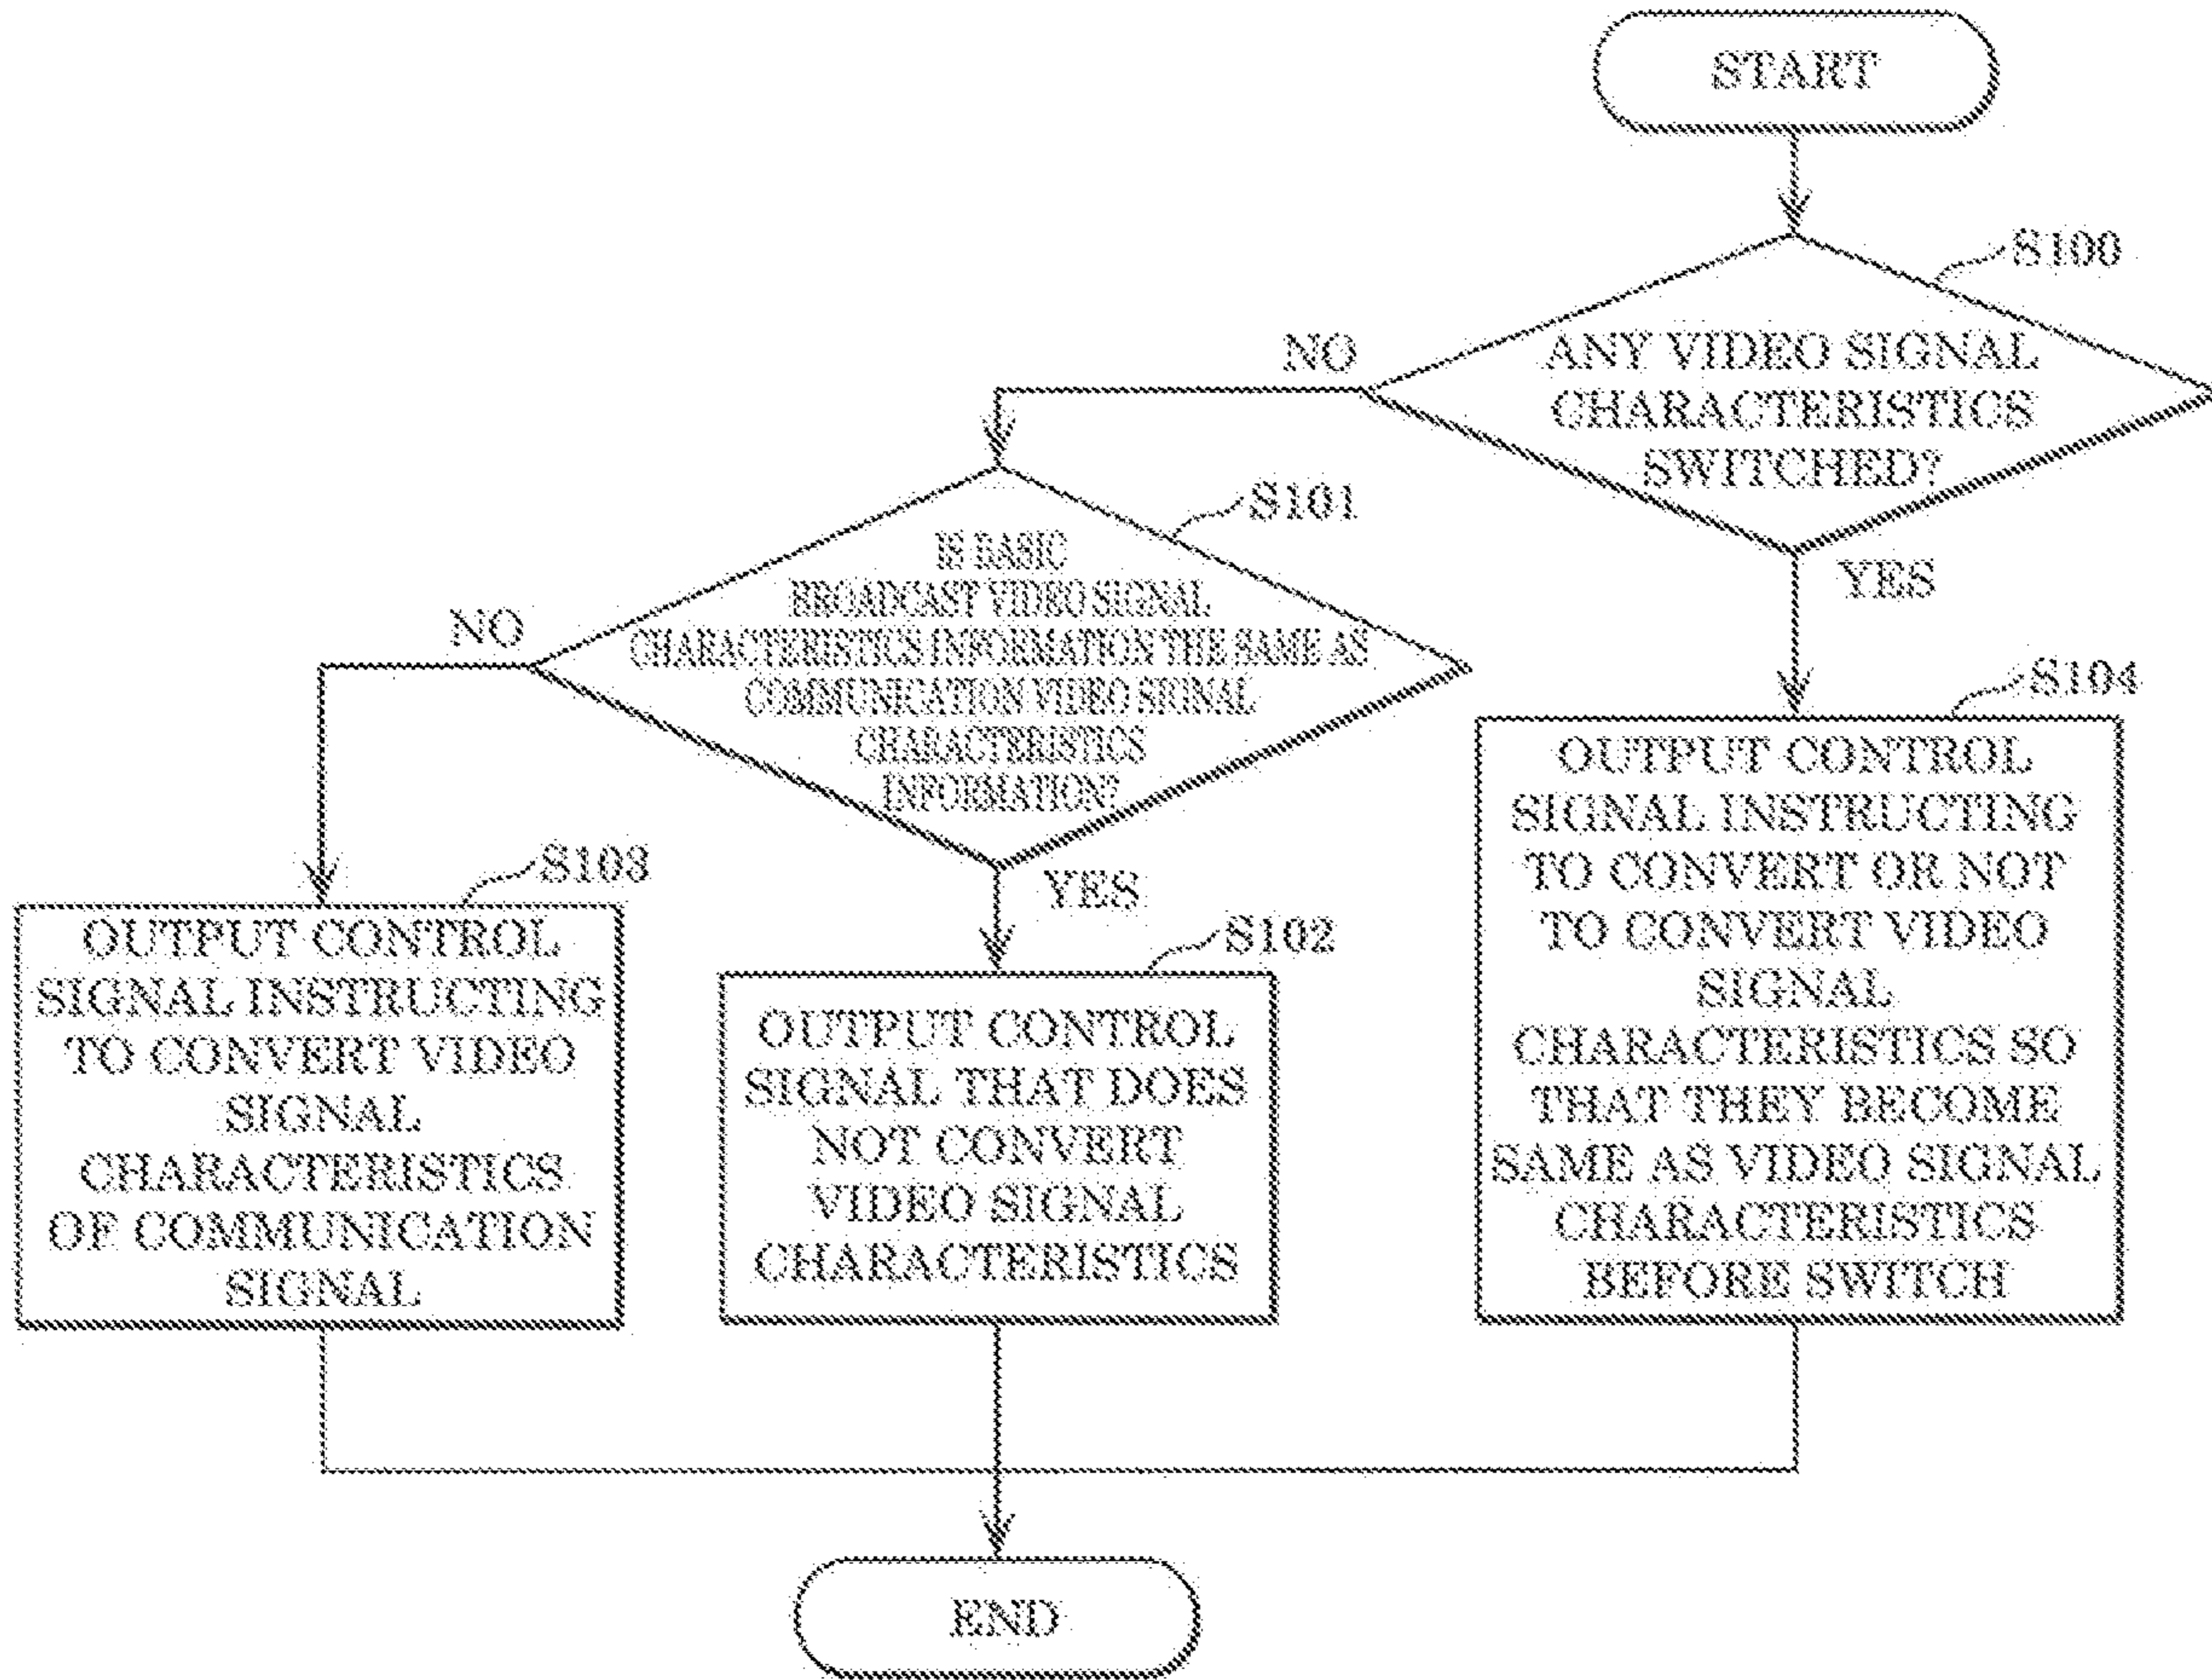 START
S100
ANY VIDEO SIGNAL
CHARACTERISTICS
SWITCHED?
NO
YES
S101
IS BASIC
BROADCAST VIDEO SIGNAL
CHARACTERISTICS INFORMATION THE SAME AS
COMMUNICATION VIDEO SIGNAL
CHARACTERISTICS
INFORMATION?
NO
YES
S104
OUTPUT CONTROL
SIGNAL INSTRUCTING
TO CONVERT OR NOT
TO CONVERT VIDEO
SIGNAL
CHARACTERISTICS SO
THAT THEY BECOME
SAME AS VIDEO SIGNAL
CHARACTERISTICS
BEFORE SWITCH
S103
OUTPUT CONTROL
SIGNAL INSTRUCTING
TO CONVERT VIDEO
SIGNAL
CHARACTERISTICS
OF COMMUNICATION
SIGNAL
S102
OUTPUT CONTROL
SIGNAL THAT DOES
NOT CONVERT
VIDEO SIGNAL
CHARACTERISTICS
END